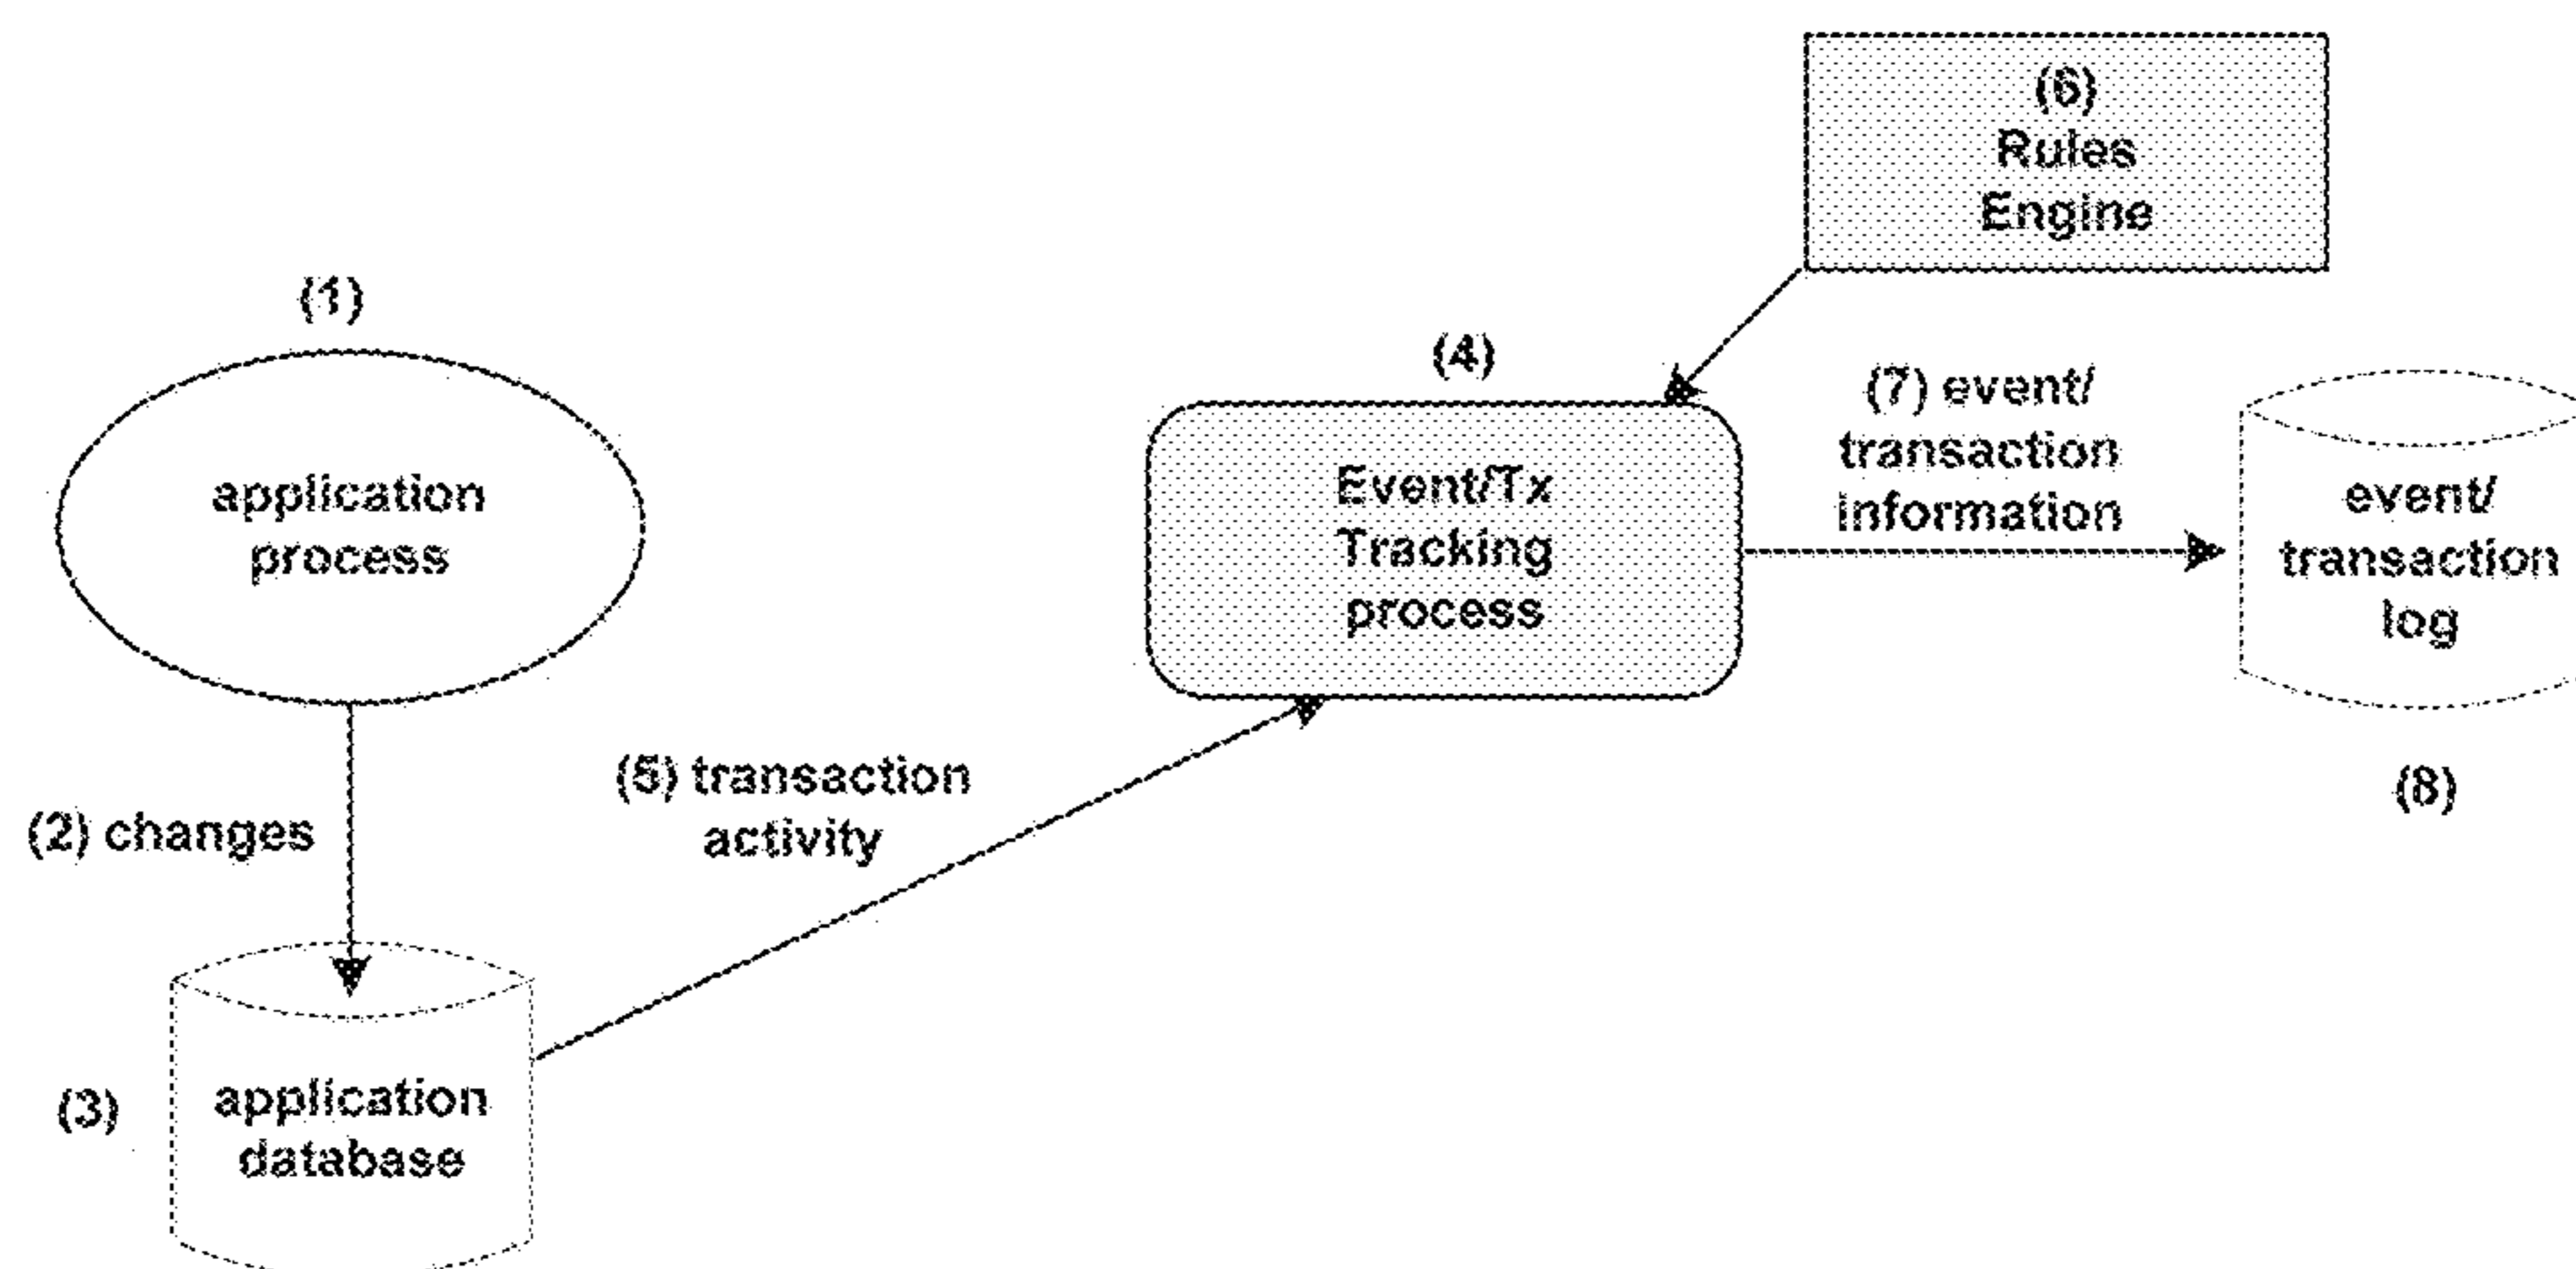 (1)
application
process
(2) changes
(3)
application
database
(5) transaction
activity
(4)
Event/Tx
Tracking
process
(6)
Rules
Engine
(7) event/
transaction
information
event/
transaction
log
(8)